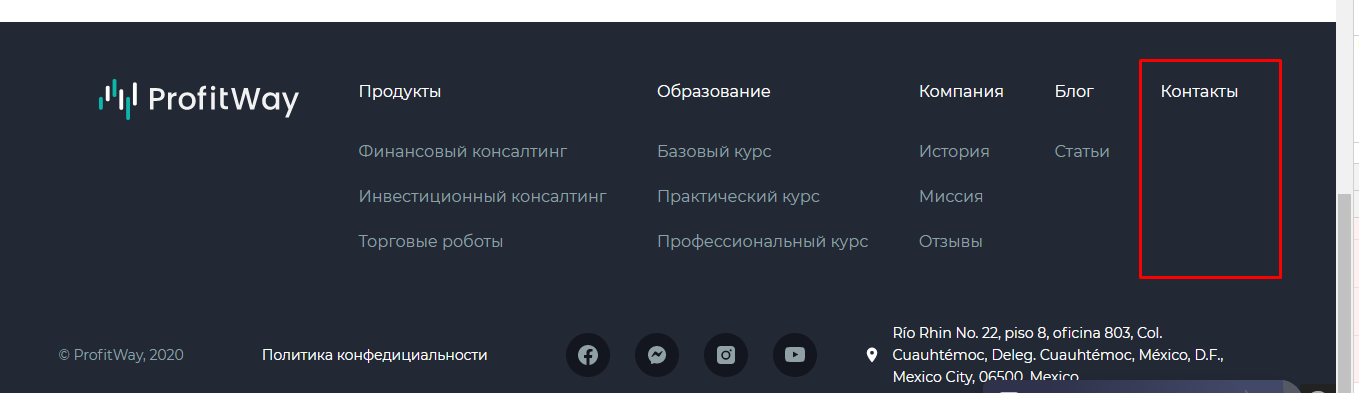 ProfitWay
Продукты
Финансовый консалтинг
Инвестиционный консалтинг
Торговые роботы
Образование
Базовый курс
Практический курс
Профессиональный курс
Компания
История
Миссия
Отзывы
Блог
Статьи
Контакты
© ProfitWay, 2020
Политика конфедициальности
Río Rhin No. 22, piso 8, oficina 803, Col.
Cuauhtémoc, Deleg. Cuauhtémoc, México, D.F.,
Mexico City, 06500, Mexico